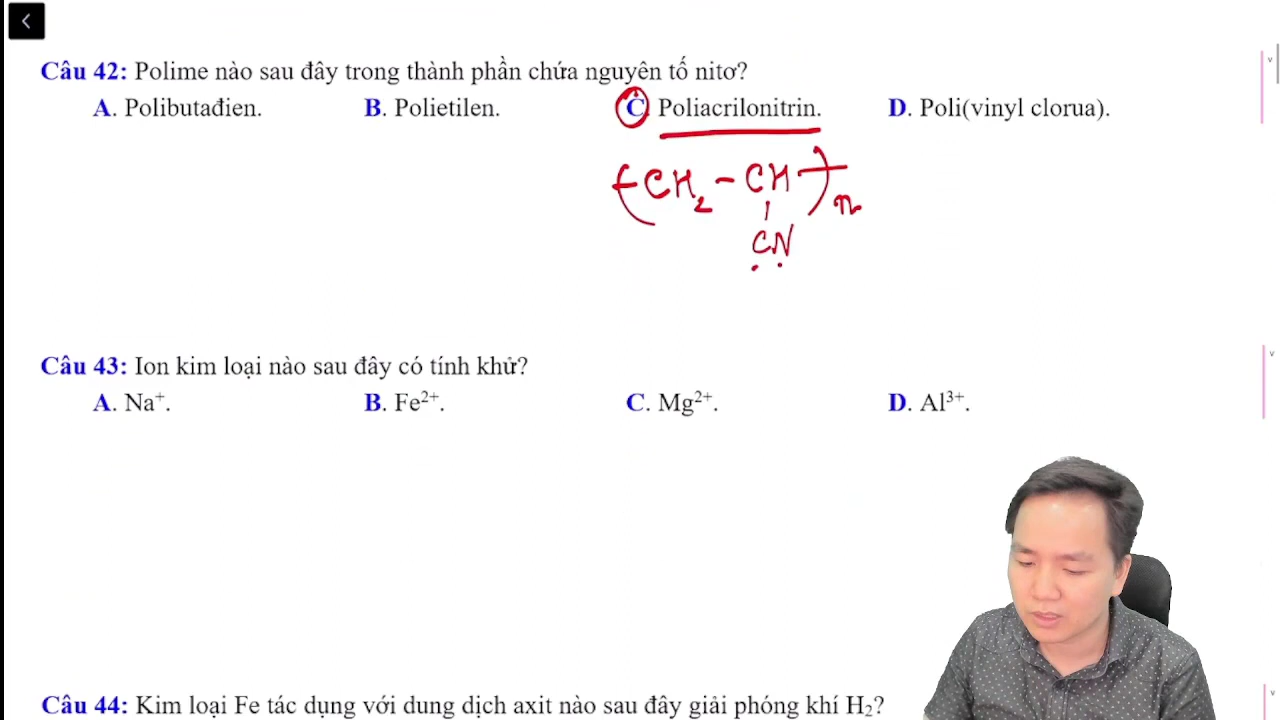 Câu 42: Polime nào sau đây trong thành phần chứa nguyên tố nitơ?
A. Polibutađien. B. Polietilen. C. Poliacrilonitrin. D. Poli(vinyl clorua).
(CH₂ – CH)n
CN
Câu 43: Ion kim loại nào sau đây có tính khử?
A. Na⁺. B. Fe²⁺. C. Mg²⁺. D. Al³⁺.
Câu 44: Kim loại Fe tác dụng với dung dịch axit nào sau đây giải phóng khí H₂?